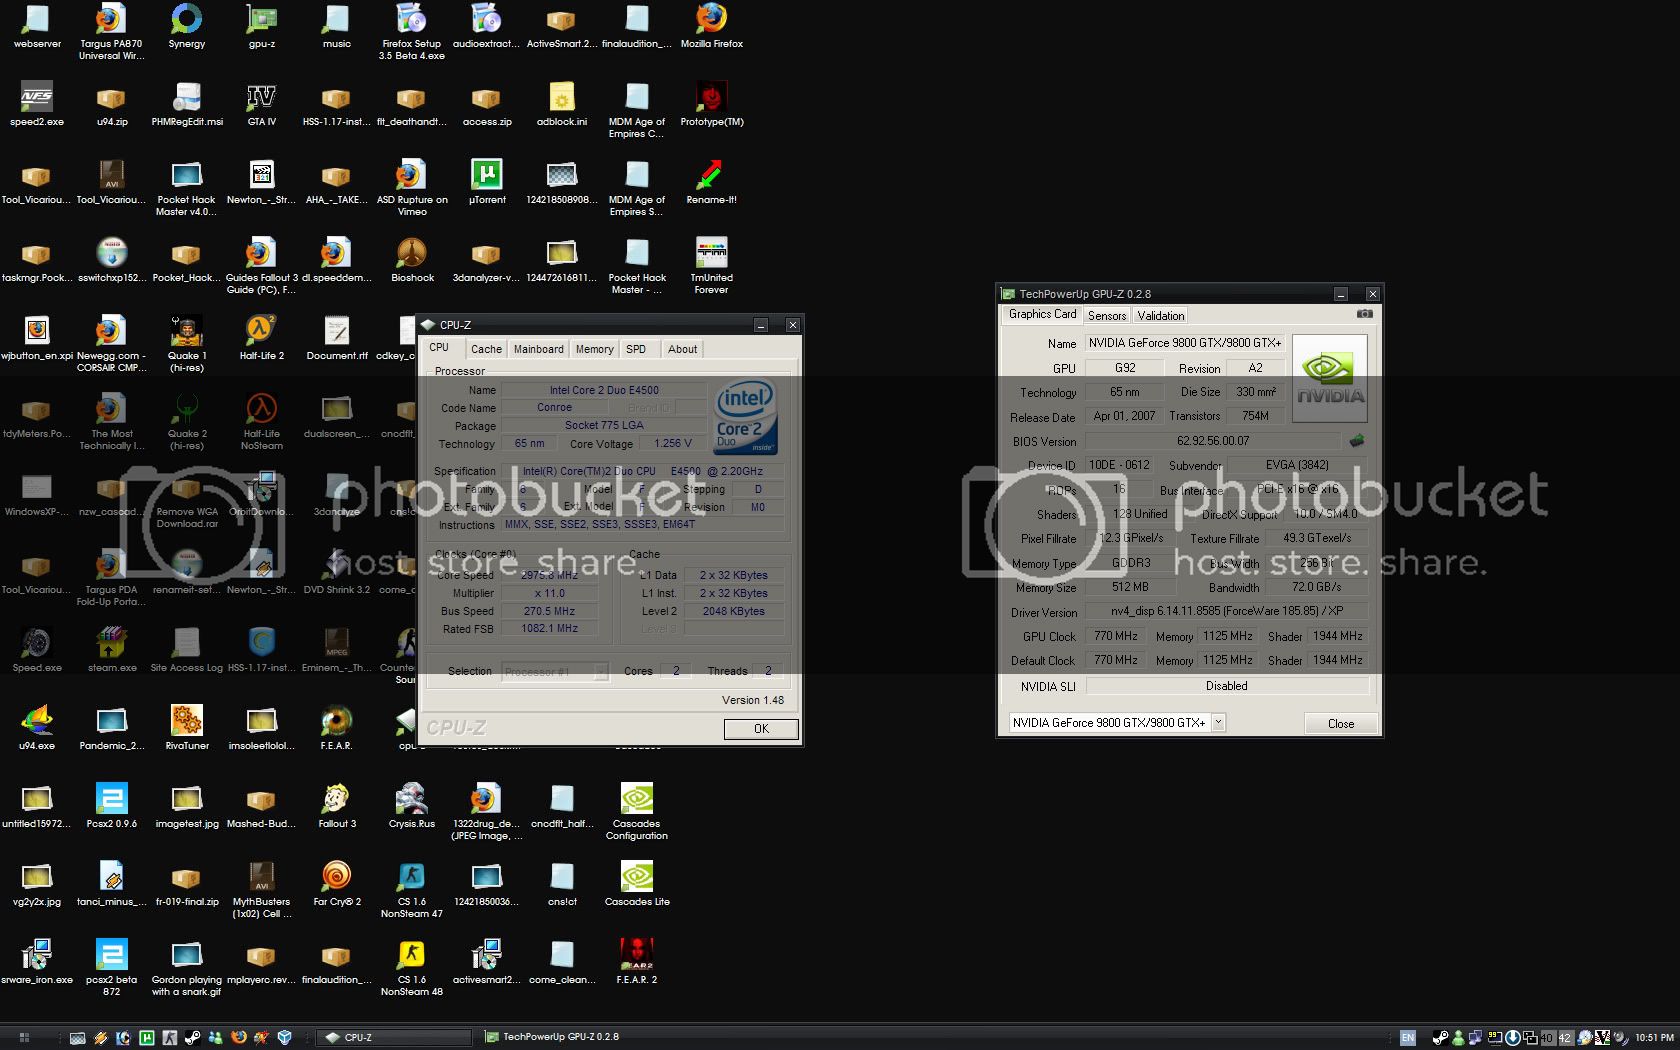 webserver
Targus PA870
Universal Wir...
Synergy
gpu-z
music
Firefox Setup
3.5 Beta 4.exe
audioextract...
ActiveSmart.2...
finalaudition_...
Mozilla Firefox
speed2.exe
u94.zip
PHMRegEdit.msi
GTA IV
HSS-1.17-inst...
flt_deathandt...
access.zip
adblock.ini
MDM Age of
Empires C...
Prototype(TM)
Tool_Vicariou...
Tool_Vicariou...
Pocket Hack
Master v4.0...
Newton_-_Str...
AHA_-_TAKE...
ASD Rupture on
Vimeo
µTorrent
124218508908...
MDM Age of
Empires S...
Rename-It!
taskmgr.Pock...
sswitchxp152...
Pocket_Hack...
Guides Fallout 3
Guide (PC), F...
dl.speeddem...
Bioshock
3danalyzer-v...
124472616811...
Pocket Hack
Master - ...
TmUnited
Forever
wjbutton_en.xpi
Newegg.com -
CORSAIR CMP...
Quake 1
(hi-res)
Half-Life 2
Document.rtf
cdkey_c
tdyMeters.Po...
The Most
Technically I...
Quake 2
(hi-res)
Half-Life
NoSteam
dualscreen_...
cncdflt_
WindowsXP-...
nzw_cascad...
Remove WGA
Download.rar
OrbitDownlo...
3danalyze
cns!c
Tool_Vicariou...
Targus PDA
Fold-Up Porta...
renameit-set...
Newton_-_Str...
DVD Shrink 3.2
come_c
Speed.exe
steam.exe
Site Access Log
HSS-1.17-inst...
Eminem_-_Th...
Counte
Sour
u94.exe
Pandemic_2...
RivaTuner
imsoleetlolol...
F.E.A.R.
cpu
untitled15972...
Pcsx2 0.9.6
imagetest.jpg
Mashed-Bud...
Fallout 3
Crysis.Rus
1322drug_de...
(JPEG Image, ...
cncdflt_half...
Cascades
Configuration
vg2y2x.jpg
tanci_minus_...
fr-019-final.zip
MythBusters
(1x02) Cell ...
Far Cry® 2
CS 1.6
NonSteam 47
12421850036...
cns!cf
Cascades Lite
srware_iron.exe
pcsx2 beta
872
Gordon playing
with a snark.gif
mplayerc.rev...
finalaudition_...
CS 1.6
NonSteam 48
activesmart2...
come_clean...
F.E.A.R. 2
CPU-Z
CPU Cache Mainboard Memory SPD About
Processor
Name Intel Core 2 Duo E4500
Code Name Conroe Brand ID
Package Socket 775 LGA
Technology 65 nm Core Voltage 1.256 V
intel
Core 2
Duo inside
Specification Intel(R) Core(TM)2 Duo CPU E4500 @ 2.20GHz
Family 6 Model F Stepping D
Ext. Family 6 Ext. Model F Revision M0
Instructions MMX, SSE, SSE2, SSE3, SSSE3, EM64T
Clocks (Core #0)
Core Speed 2975.8 MHz
Multiplier x 11.0
Bus Speed 270.5 MHz
Rated FSB 1082.1 MHz
Cache
L1 Data 2 x 32 KBytes
L1 Inst. 2 x 32 KBytes
Level 2 2048 KBytes
Level 3
Selection Processor #1 Cores 2 Threads 2
Version 1.48
CPU-Z OK
TechPowerUp GPU-Z 0.2.8
Graphics Card Sensors Validation
Name NVIDIA GeForce 9800 GTX/9800 GTX+
GPU G92 Revision A2
Technology 65 nm Die Size 330 mm²
Release Date Apr 01, 2007 Transistors 754M
nVIDIA
BIOS Version 62.92.56.00.07
Device ID 10DE - 0612 Subvendor EVGA (3842)
ROPs 16 Bus Interface PCI-E x16 @ x16
Shaders 128 Unified DirectX Support 10.0 / SM4.0
Pixel Fillrate 12.3 GPixel/s Texture Fillrate 49.3 GTexel/s
Memory Type GDDR3 Bus Width 256 Bit
Memory Size 512 MB Bandwidth 72.0 GB/s
Driver Version nv4_disp 6.14.11.8585 (ForceWare 185.85) / XP
GPU Clock 770 MHz Memory 1125 MHz Shader 1944 MHz
Default Clock 770 MHz Memory 1125 MHz Shader 1944 MHz
NVIDIA SLI Disabled
NVIDIA GeForce 9800 GTX/9800 GTX+ Close
photobucket
host. store. share.
photobucket
host. store. share.
CPU-Z
TechPowerUp GPU-Z 0.2.8
EN
40 42
10:51 PM